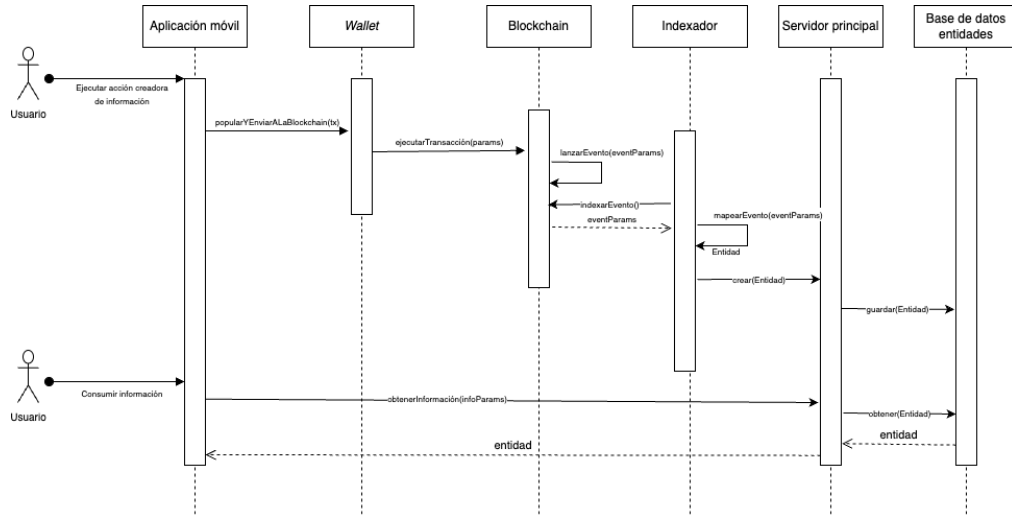 Aplicación móvil
Wallet
Blockchain
Indexador
Servidor principal
Base de datos
entidades
Usuario
Ejecutar acción creadora
de información
popularYEnviarALaBlockchain(tx)
ejecutarTransacción(params)
lanzarEvento(eventParams)
indexarEvento()
eventParams
mapearEvento(eventParams)
Entidad
crear(Entidad)
guardar(Entidad)
Usuario
Consumir información
obtenerInformación(infoParams)
obtener(Entidad)
entidad
entidad